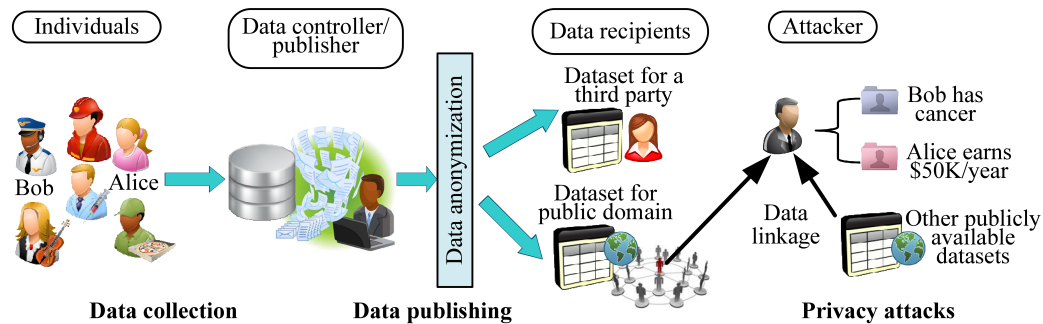 Individuals
Data controller/
publisher
Data recipients
Attacker
Bob
Alice
Data anonymization
Dataset for a
third party
Dataset for
public domain
Bob has
cancer
Alice earns
$50K/year
Data
linkage
Other publicly
available
datasets
Data collection
Data publishing
Privacy attacks